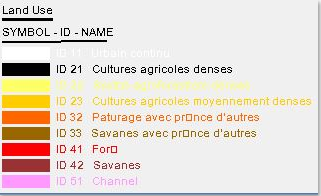 Land Use
SYMBOL - ID - NAME
ID 11 Urbain continu
ID 21 Cultures agricoles denses
ID 23 Cultures agricoles moyennement denses
ID 32 Paturage avec pr□nce d'autres
ID 33 Savanes avec pr□nce d'autres
ID 41 For□
ID 42 Savanes
ID 51 Channel